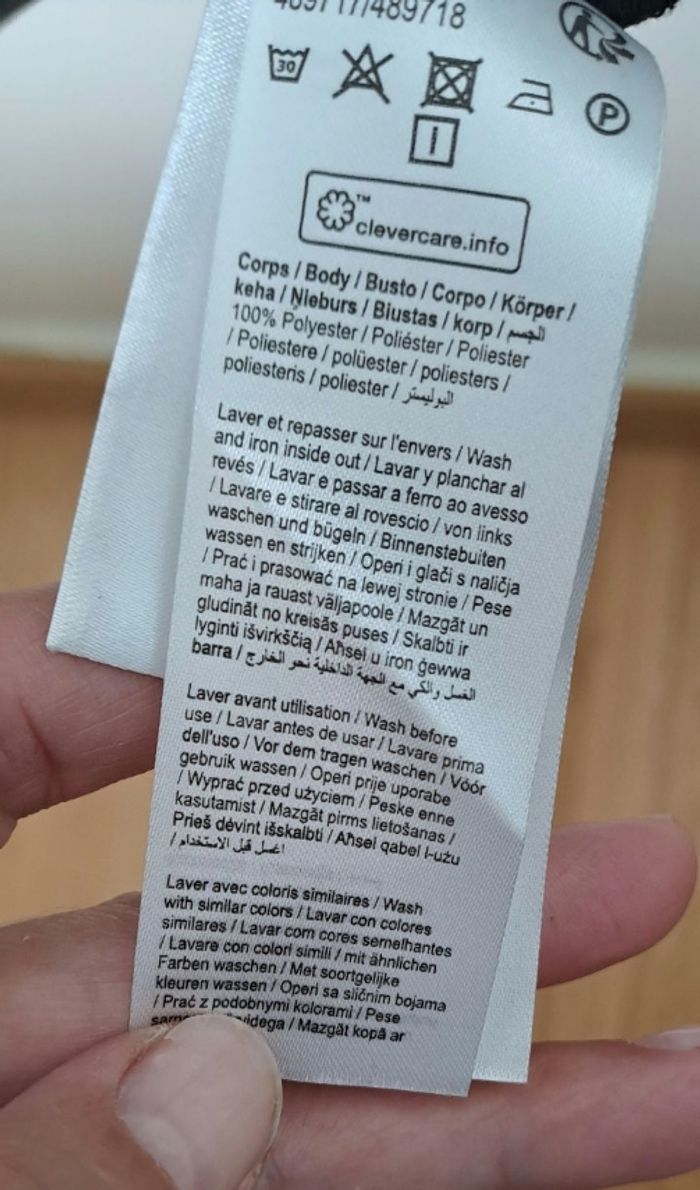 489717/489718
30
P
I
™
clevercare.info
Corps / Body / Busto / Corpo / Körper /
keha / Ņieburs / Biustas / korp / الجسم
100% Polyester / Poliéster / Poliester
/ Poliestere / polüester / poliesters /
poliesteris / poliester / البوليستر
Laver et repasser sur l'envers / Wash
and iron inside out / Lavar y planchar al
revés / Lavar e passar a ferro ao avesso
/ Lavare e stirare al rovescio / von links
waschen und bügeln / Binnenstebuiten
wassen en strijken / Operi i glači s naličja
/ Prać i prasować na lewej stronie / Pese
maha ja rauast väljapoole / Mazgāt un
gludināt no kreisās puses / Skalbti ir
lyginti išvirkščią / Aħsel u iron ġewwa
barra / الغسل والكي مع الجهة الداخلية نحو الخارج
Laver avant utilisation / Wash before
use / Lavar antes de usar / Lavare prima
dell'uso / Vor dem tragen waschen / Vóór
gebruik wassen / Operi prije uporabe
/ Wyprać przed użyciem / Peske enne
kasutamist / Mazgāt pirms lietošanas /
Prieš dėvint išskalbti / Aħsel qabel l-użu
/ اغسل قبل الاستخدام
Laver avec coloris similaires / Wash
with similar colors / Lavar con colores
similares / Lavar com cores semelhantes
/ Lavare con colori simili / mit ähnlichen
Farben waschen / Met soortgelijke
kleuren wassen / Operi sa sličnim bojama
/ Prać z podobnymi kolorami / Pese
/ Mazgāt kopā ar